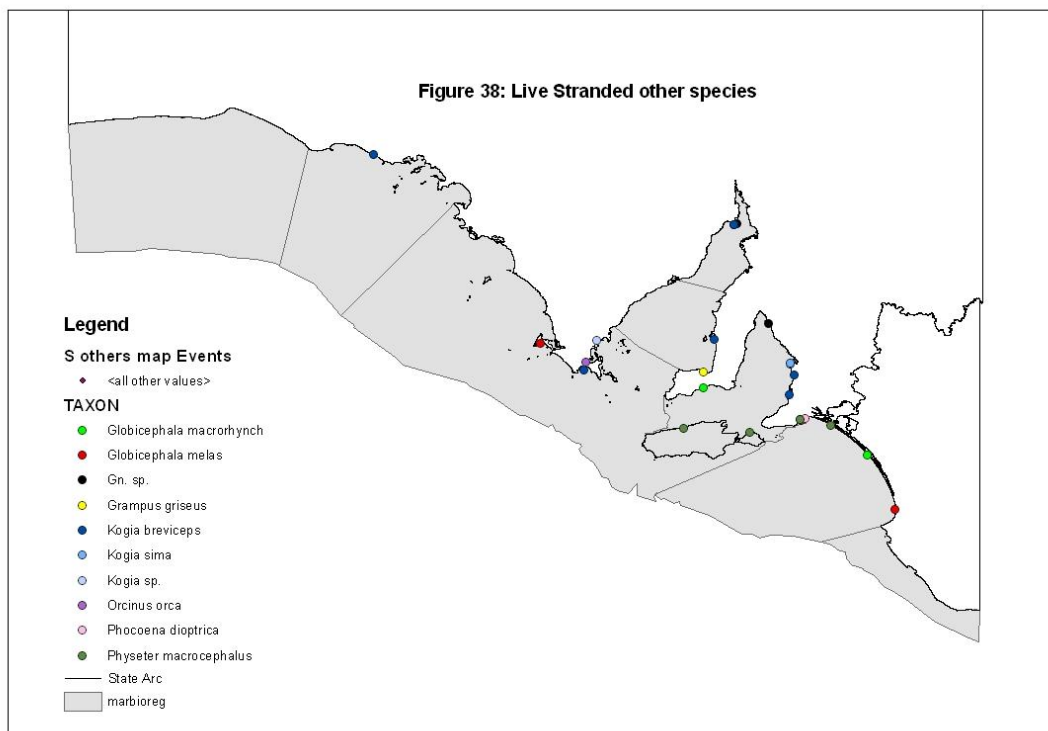 Figure 38: Live Stranded other species
Legend
S others map Events
<all other values>
TAXON
Globicephala macrorhynch
Globicephala melas
Gn. sp.
Grampus griseus
Kogia breviceps
Kogia sima
Kogia sp.
Orcinus orca
Phocoena dioptrica
Physeter macrocephalus
State Arc
marbioreg